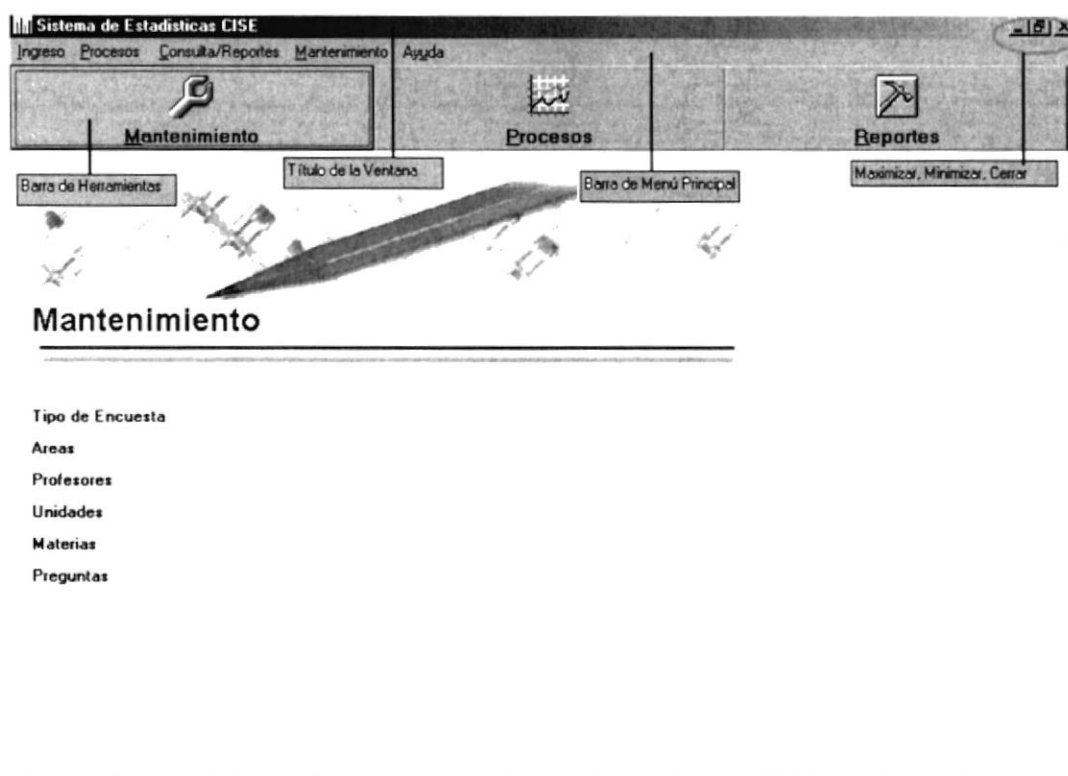 Sistema de Estadisticas CISE
Ingreso Procesos Consulta/Reportes Mantenimiento Ayuda
Mantenimiento Procesos Reportes
Barra de Herramientas Título de la Ventana Barra de Menú Principal Maximizar, Minimizar, Cerrar
Mantenimiento
Tipo de Encuesta
Areas
Profesores
Unidades
Materias
Preguntas